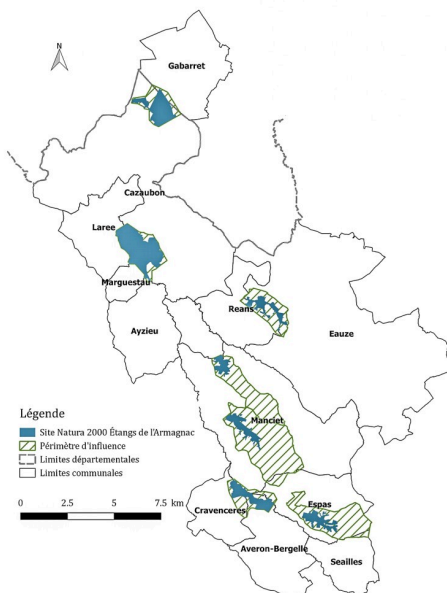 N
Gabarret
Cazaubon
Laree
Marguestau
Reans
Ayzieu
Eauze
Manciet
Légende
Site Natura 2000 Étangs de l'Armagnac
Périmètre d'influence
Limites départementales
Limites communales
0 2.5 5 7.5 km
Cravenceres
Espas
Averon-Bergelle
Seailles